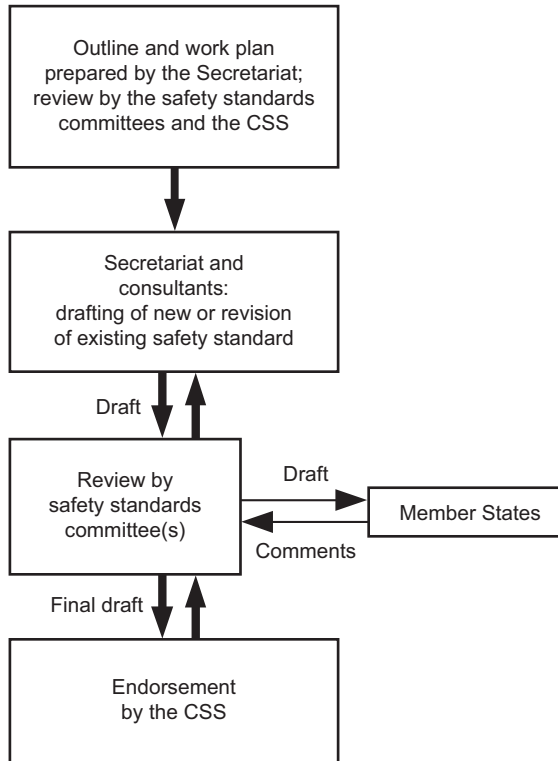 Outline and work plan
prepared by the Secretariat;
review by the safety standards
committees and the CSS
Secretariat and
consultants:
drafting of new or revision
of existing safety standard
Draft
Review by
safety standards
committee(s)
Draft
Member States
Comments
Final draft
Endorsement
by the CSS